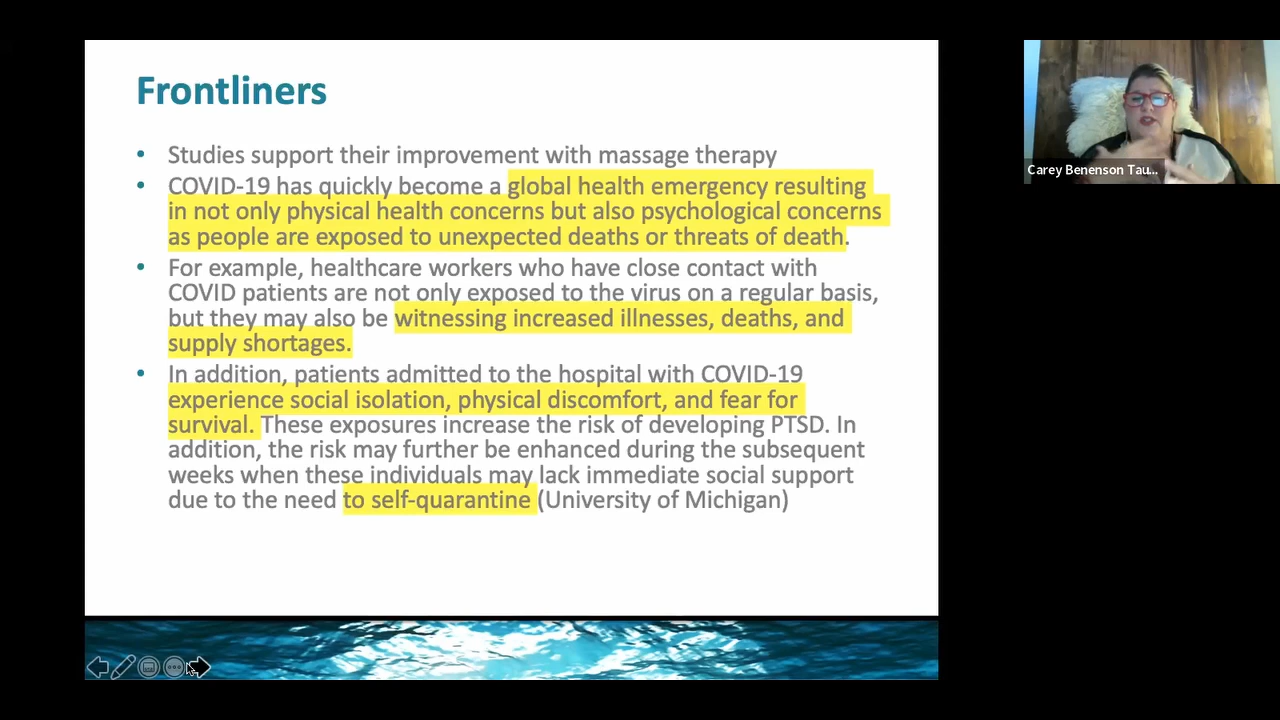 Frontliners
• Studies support their improvement with massage therapy
• COVID-19 has quickly become a global health emergency resulting
in not only physical health concerns but also psychological concerns
as people are exposed to unexpected deaths or threats of death.
• For example, healthcare workers who have close contact with
COVID patients are not only exposed to the virus on a regular basis,
but they may also be witnessing increased illnesses, deaths, and
supply shortages.
• In addition, patients admitted to the hospital with COVID-19
experience social isolation, physical discomfort, and fear for
survival. These exposures increase the risk of developing PTSD. In
addition, the risk may further be enhanced during the subsequent
weeks when these individuals may lack immediate social support
due to the need to self-quarantine (University of Michigan)
Carey Benenson Tau...